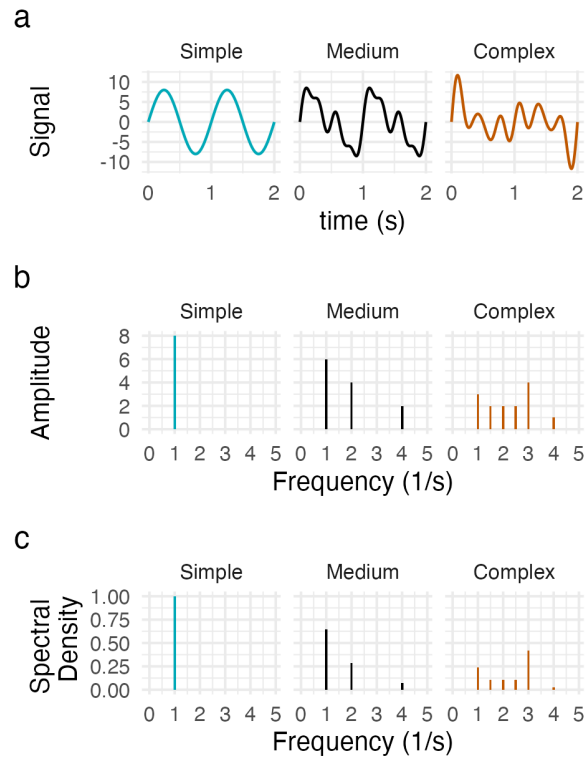 a
Simple Medium Complex
Signal
10
5
0
-5
-10
0 1 2 0 1 2 0 1 2
time (s)
b
Simple Medium Complex
Amplitude
8
6
4
2
0
0 1 2 3 4 5 0 1 2 3 4 5 0 1 2 3 4 5
Frequency (1/s)
c
Simple Medium Complex
Spectral
Density
1.00
0.75
0.50
0.25
0.00
0 1 2 3 4 5 0 1 2 3 4 5 0 1 2 3 4 5
Frequency (1/s)